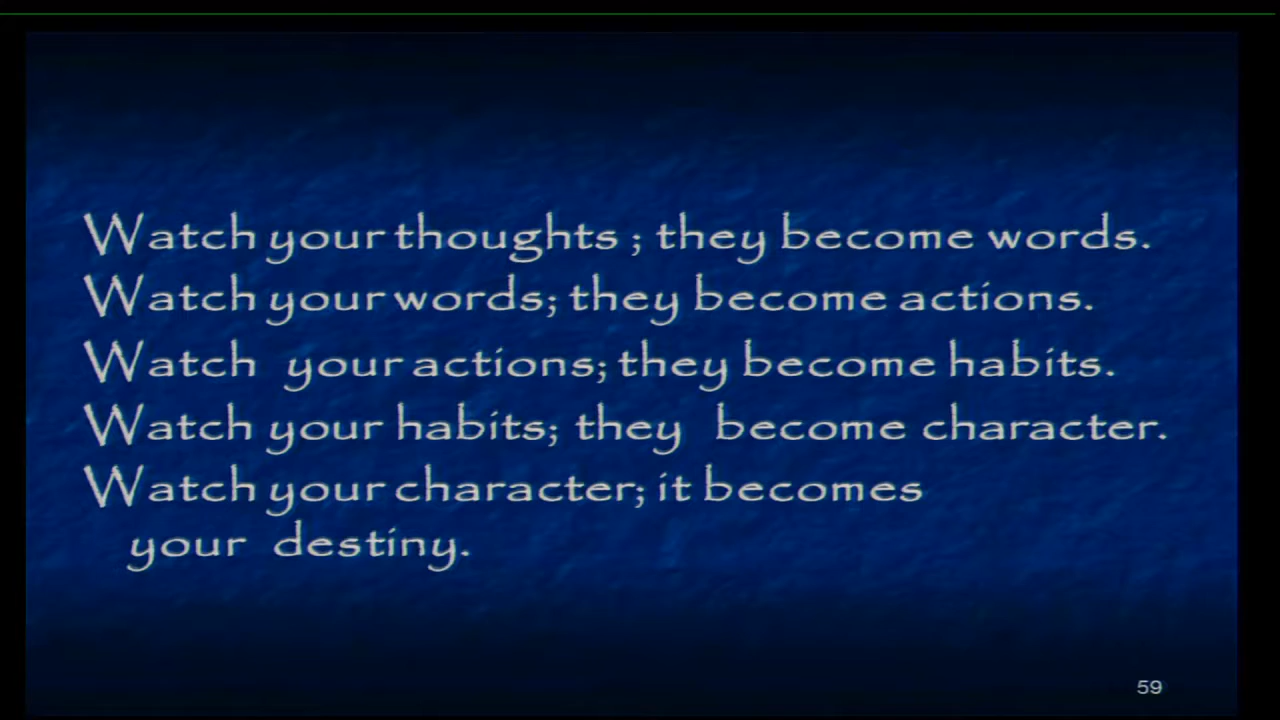 Watch your thoughts ; they become words.
Watch your words; they become actions.
Watch your actions; they become habits.
Watch your habits; they become character.
Watch your character; it becomes
your destiny.
59